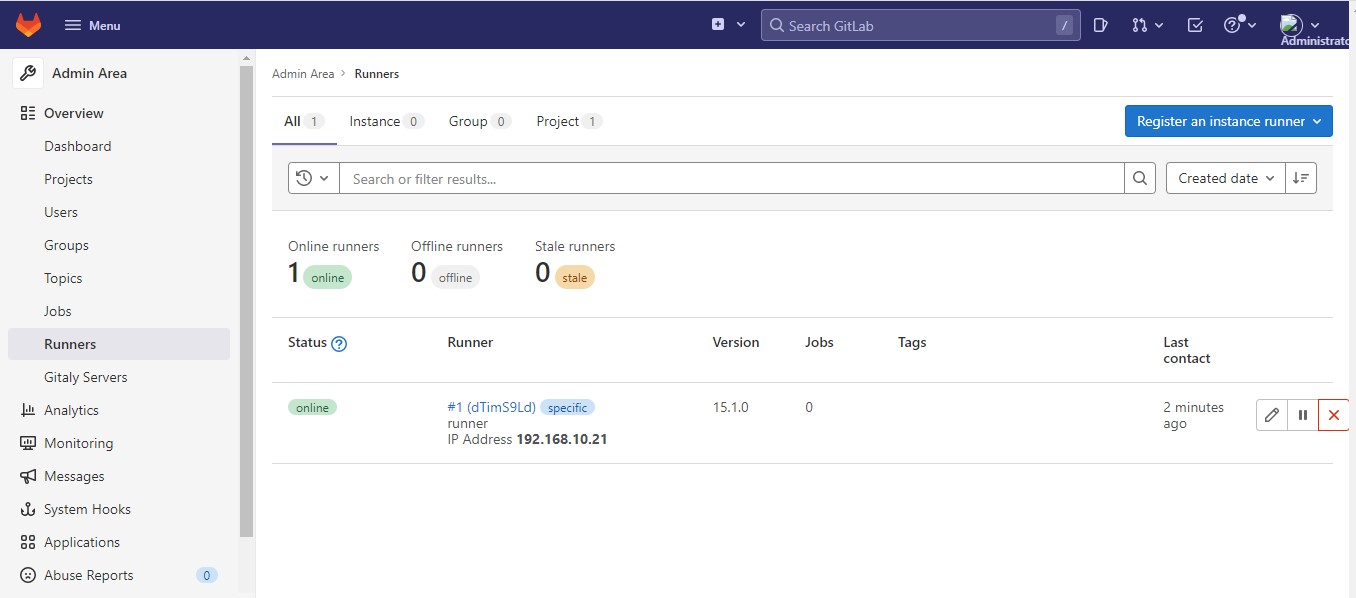 Menu
Search GitLab /
Administrato
Admin Area
Overview
Dashboard
Projects
Users
Groups
Topics
Jobs
Runners
Gitaly Servers
Analytics
Monitoring
Messages
System Hooks
Applications
Abuse Reports 0
Admin Area > Runners
All 1 Instance 0 Group 0 Project 1
Register an instance runner
Search or filter results...
Created date
Online runners Offline runners Stale runners
1 online 0 offline 0 stale
Status ? Runner Version Jobs Tags Last
contact
online #1 (dTimS9Ld) specific 15.1.0 0 2 minutes
runner ago
IP Address 192.168.10.21